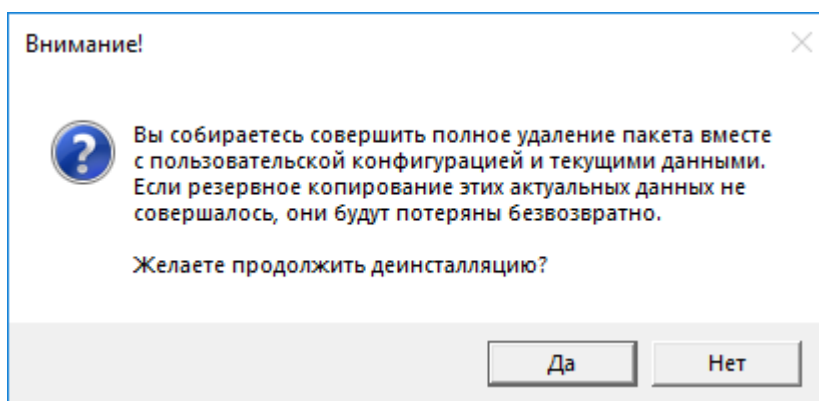 Внимание!
Вы собираетесь совершить полное удаление пакета вместе
с пользовательской конфигурацией и текущими данными.
Если резервное копирование этих актуальных данных не
совершалось, они будут потеряны безвозвратно.
Желаете продолжить деинсталляцию?
Да
Нет